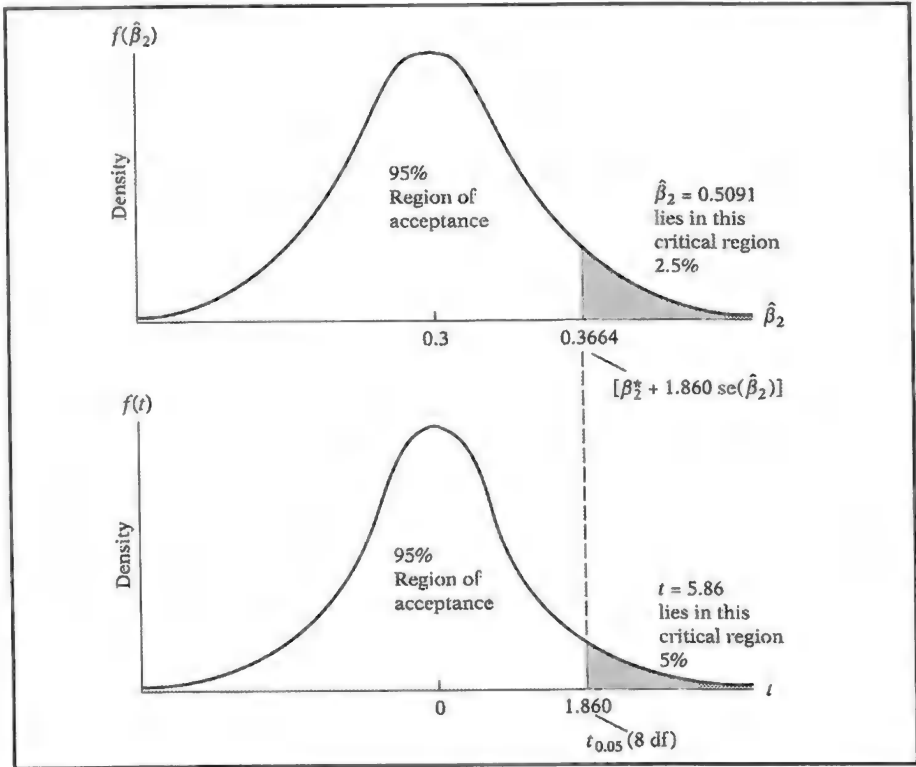 f(β̂₂)
Density
95%
Region of
acceptance
β̂₂ = 0.5091
lies in this
critical region
2.5%
β̂₂
0.3
0.3664
[β₂* + 1.860 se(β̂₂)]
f(t)
Density
95%
Region of
acceptance
t = 5.86
lies in this
critical region
5%
t
0
1.860
t₀.₀₅ (8 df)